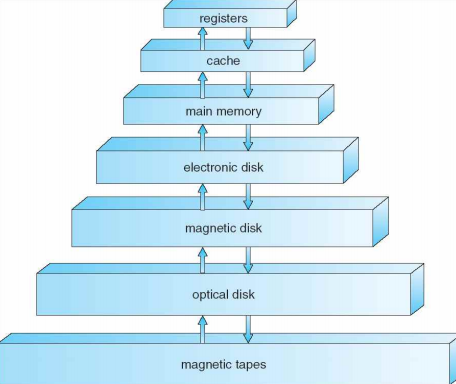 registers
cache
main memory
electronic disk
magnetic disk
optical disk
magnetic tapes